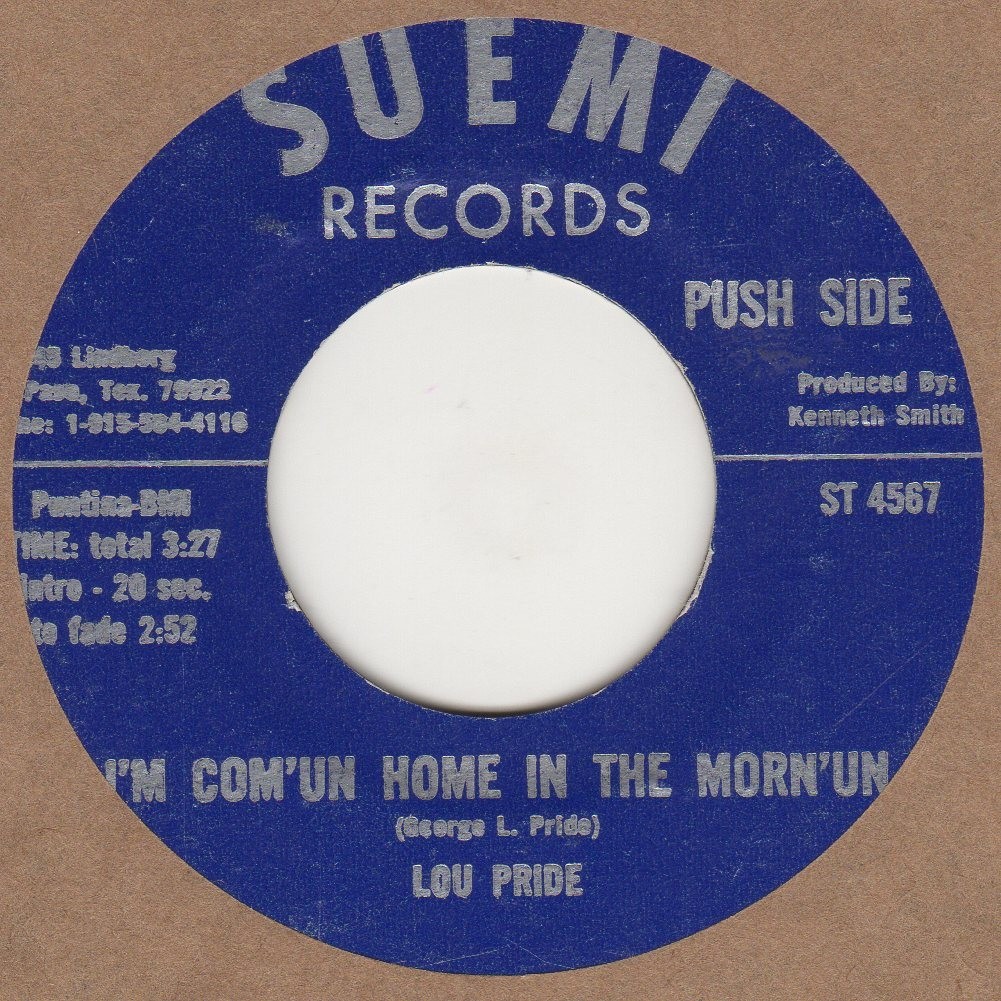 SUEMI
RECORDS
PUSH SIDE
Lindberg
Paso, Tex. 79922
1-915-584-4116
Produced By:
Kenneth Smith
BMI
TIME: total 3:27
Intro - 20 sec.
to fade 2:52
ST 4567
I'M COM'UN HOME IN THE MORN'UN
(George L. Pride)
LOU PRIDE